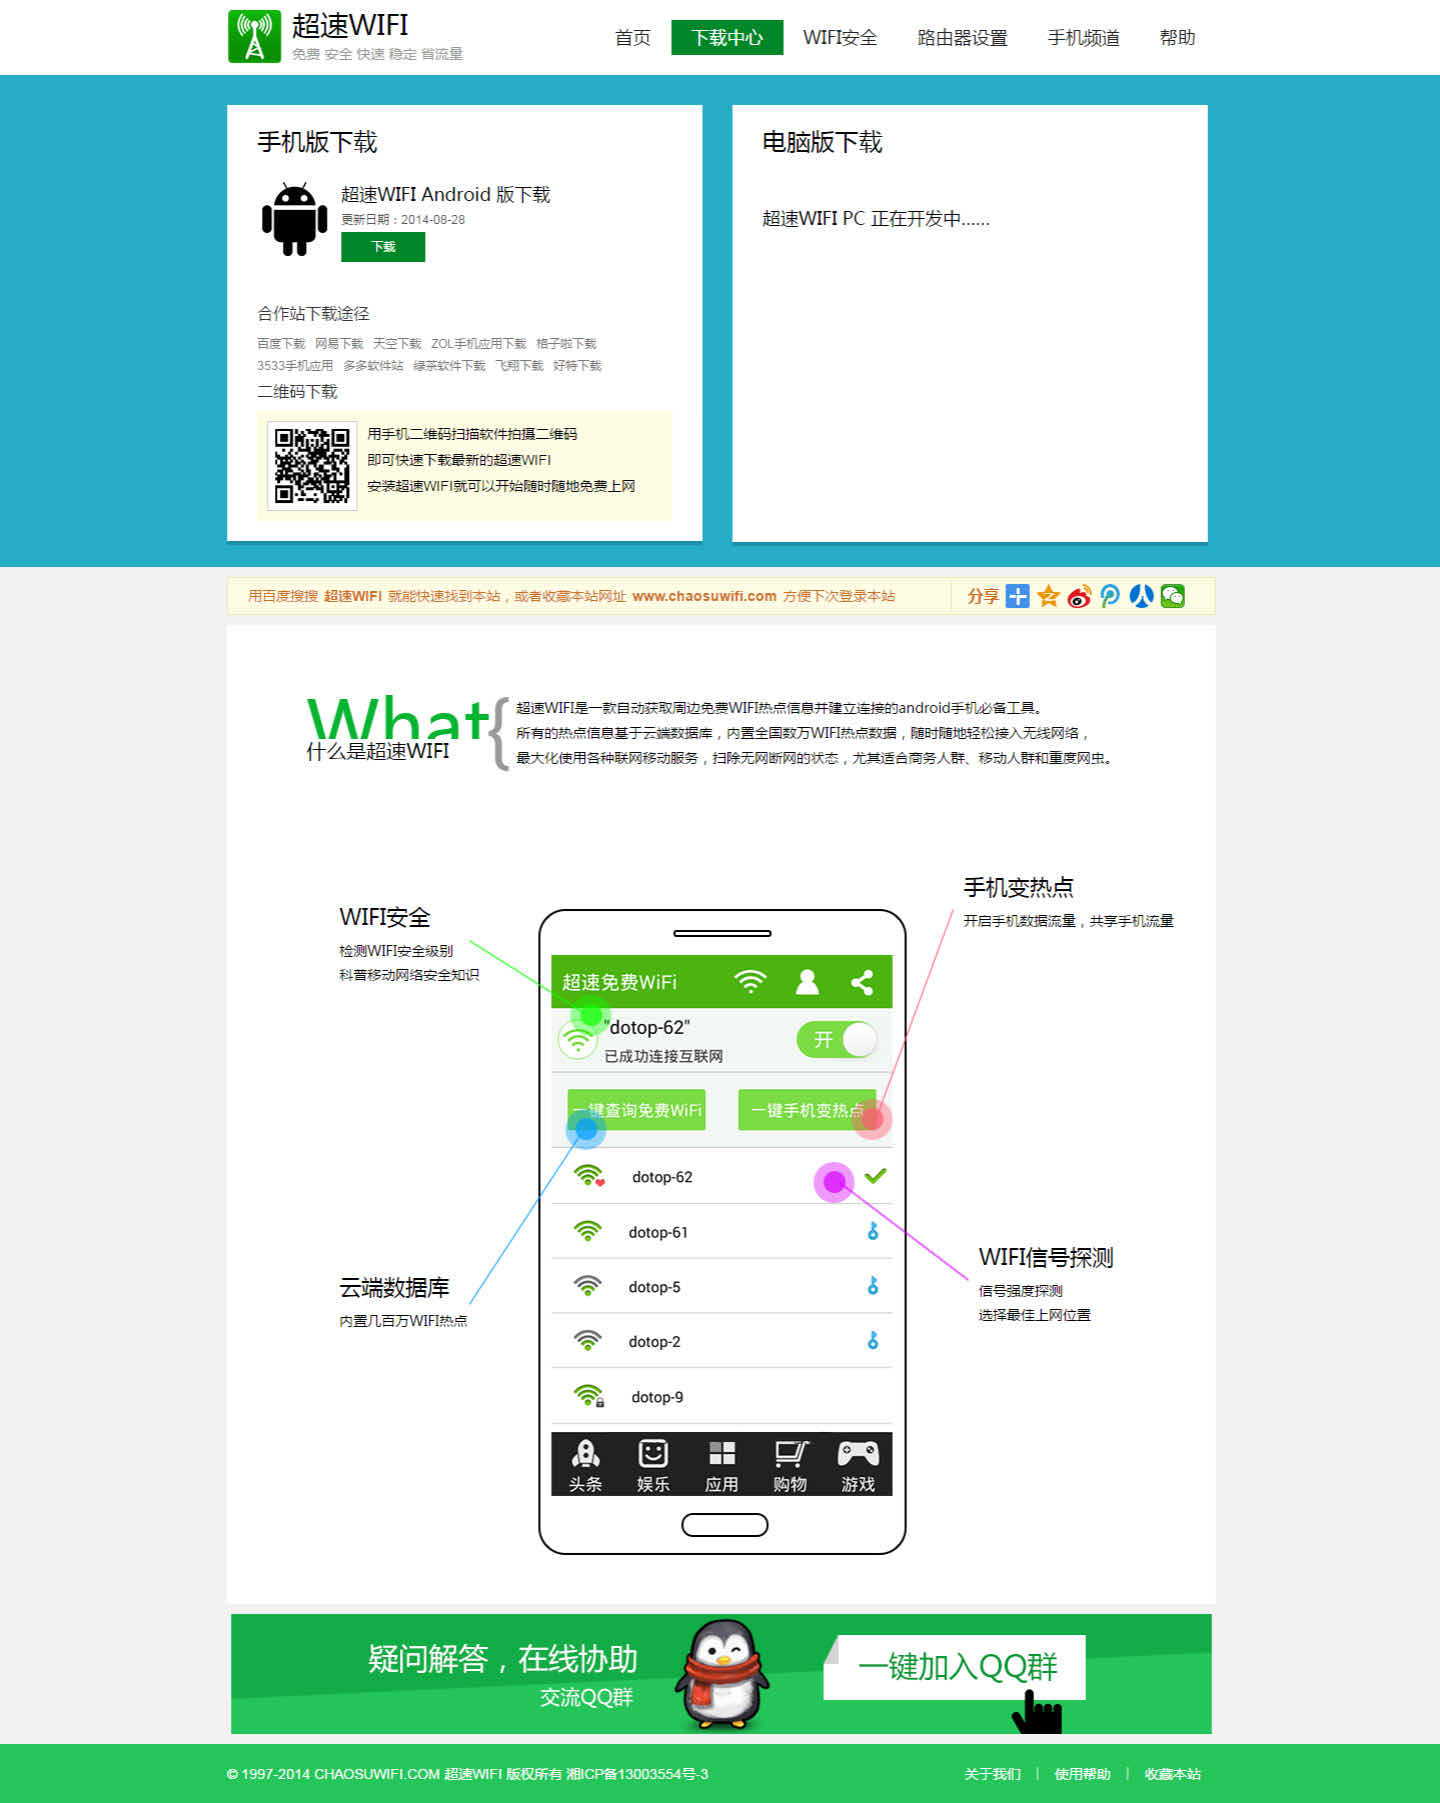 超速WIFI
免费 安全 快速 稳定 省流量
首页 下载中心 WIFI安全 路由器设置 手机频道 帮助
手机版下载
超速WIFI Android 版下载
更新日期：2014-08-28
下载
合作站下载途径
百度下载 网易下载 天空下载 ZOL手机应用下载 格子啦下载
3533手机应用 多多软件站 绿茶软件下载 飞翔下载 好特下载
二维码下载
用手机二维码扫描软件拍摄二维码
即可快速下载最新的超速WIFI
安装超速WIFI就可以开始随时随地免费上网
电脑版下载
超速WIFI PC 正在开发中......
用百度搜搜 超速WIFI 就能快速找到本站，或者收藏本站网址 www.chaosuwifi.com 方便下次登录本站
分享
What
什么是超速WIFI
超速WIFI是一款自动获取周边免费WIFI热点信息并建立连接的android手机必备工具。
所有的热点信息基于云端数据库，内置全国数万WIFI热点数据，随时随地轻松接入无线网络，
最大化使用各种联网移动服务，扫除无网断网的状态，尤其适合商务人群、移动人群和重度网虫。
手机变热点
开启手机数据流量，共享手机流量
WIFI安全
检测WIFI安全级别
科普移动网络安全知识
超速免费WiFi
"dotop-62"
已成功连接互联网
开
一键查询免费WiFi
一键手机变热点
dotop-62
dotop-61
dotop-5
dotop-2
dotop-9
头条 娱乐 应用 购物 游戏
云端数据库
内置几百万WIFI热点
WIFI信号探测
信号强度探测
选择最佳上网位置
疑问解答，在线协助
交流QQ群
一键加入QQ群
© 1997-2014 CHAOSUWIFI.COM 超速WIFI 版权所有 湘ICP备13003554号-3
关于我们 | 使用帮助 | 收藏本站